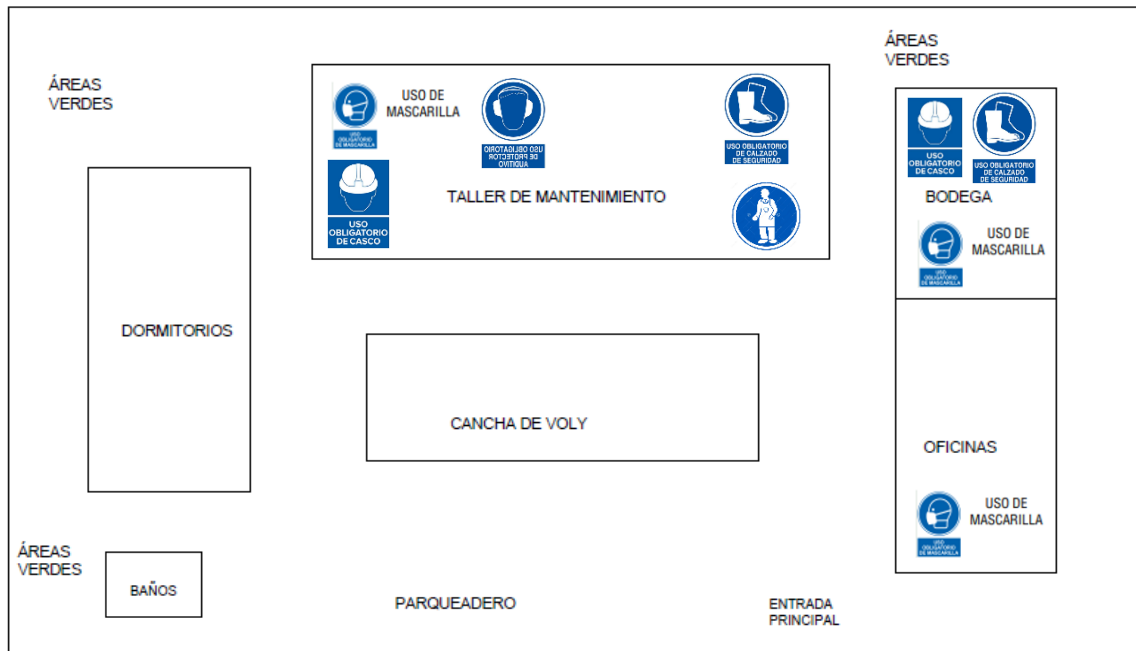 ÁREAS
VERDES
USO DE
MASCARILLA
USO
OBLIGATORIO
DE MASCARILLA
USO OBLIGATORIO
DE PROTECTOR
AUDITIVO
USO OBLIGATORIO
DE CALZADO
DE SEGURIDAD
USO
OBLIGATORIO
DE CASCO
TALLER DE MANTENIMIENTO
ÁREAS
VERDES
USO
OBLIGATORIO
DE CASCO
USO OBLIGATORIO
DE CALZADO
DE SEGURIDAD
BODEGA
USO DE
MASCARILLA
USO
OBLIGATORIO
DE MASCARILLA
DORMITORIOS
CANCHA DE VOLY
OFICINAS
USO DE
MASCARILLA
USO
OBLIGATORIO
DE MASCARILLA
ÁREAS
VERDES
BAÑOS
PARQUEADERO
ENTRADA
PRINCIPAL